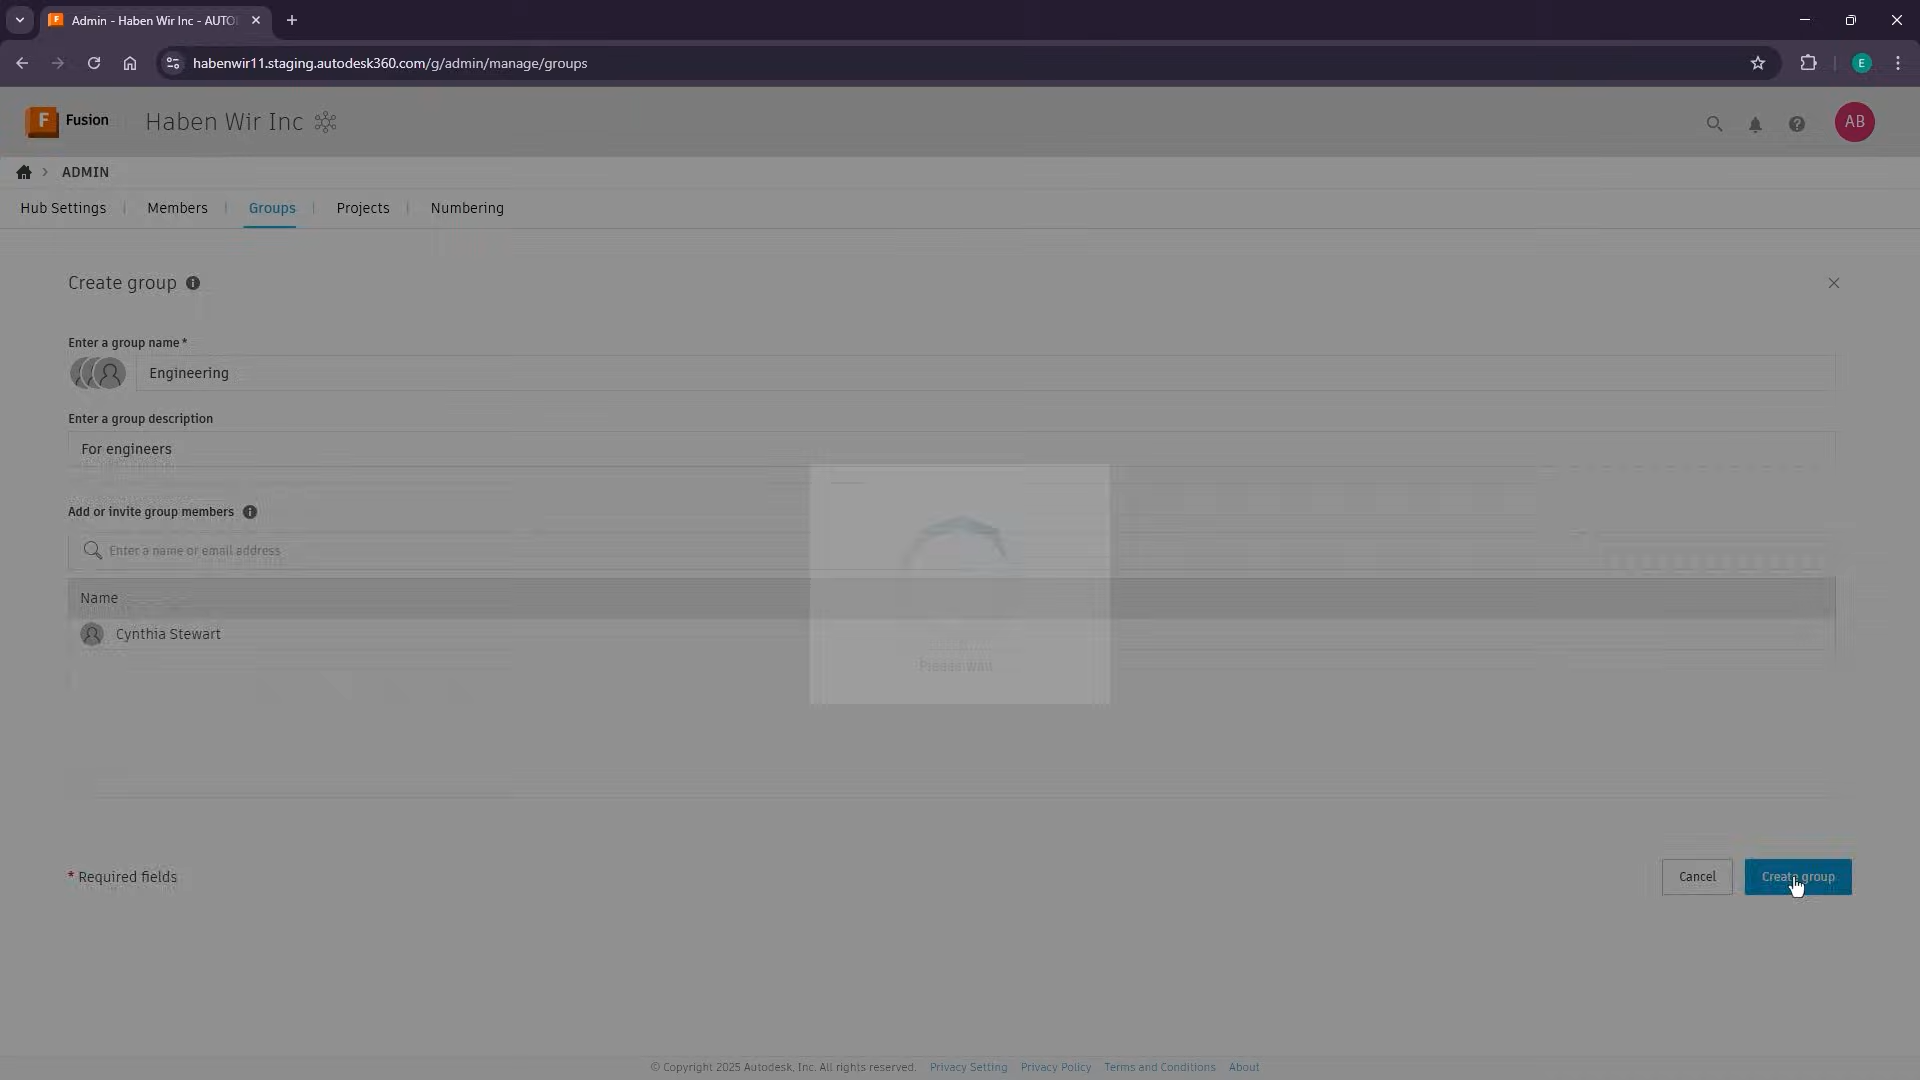 Admin - Haben Wir Inc - AUTO
habenwir11.staging.autodesk360.com/g/admin/manage/groups
E
F Fusion
Haben Wir Inc
AB
ADMIN
Hub Settings
Members
Groups
Projects
Numbering
Create group
Enter a group name*
Engineering
Enter a group description
For engineers
Add or invite group members
Enter a name or email address
Name
Cynthia Stewart
Please wait
* Required fields
Cancel
Create group
© Copyright 2025 Autodesk, Inc. All rights reserved. Privacy Setting Privacy Policy Terms and Conditions About